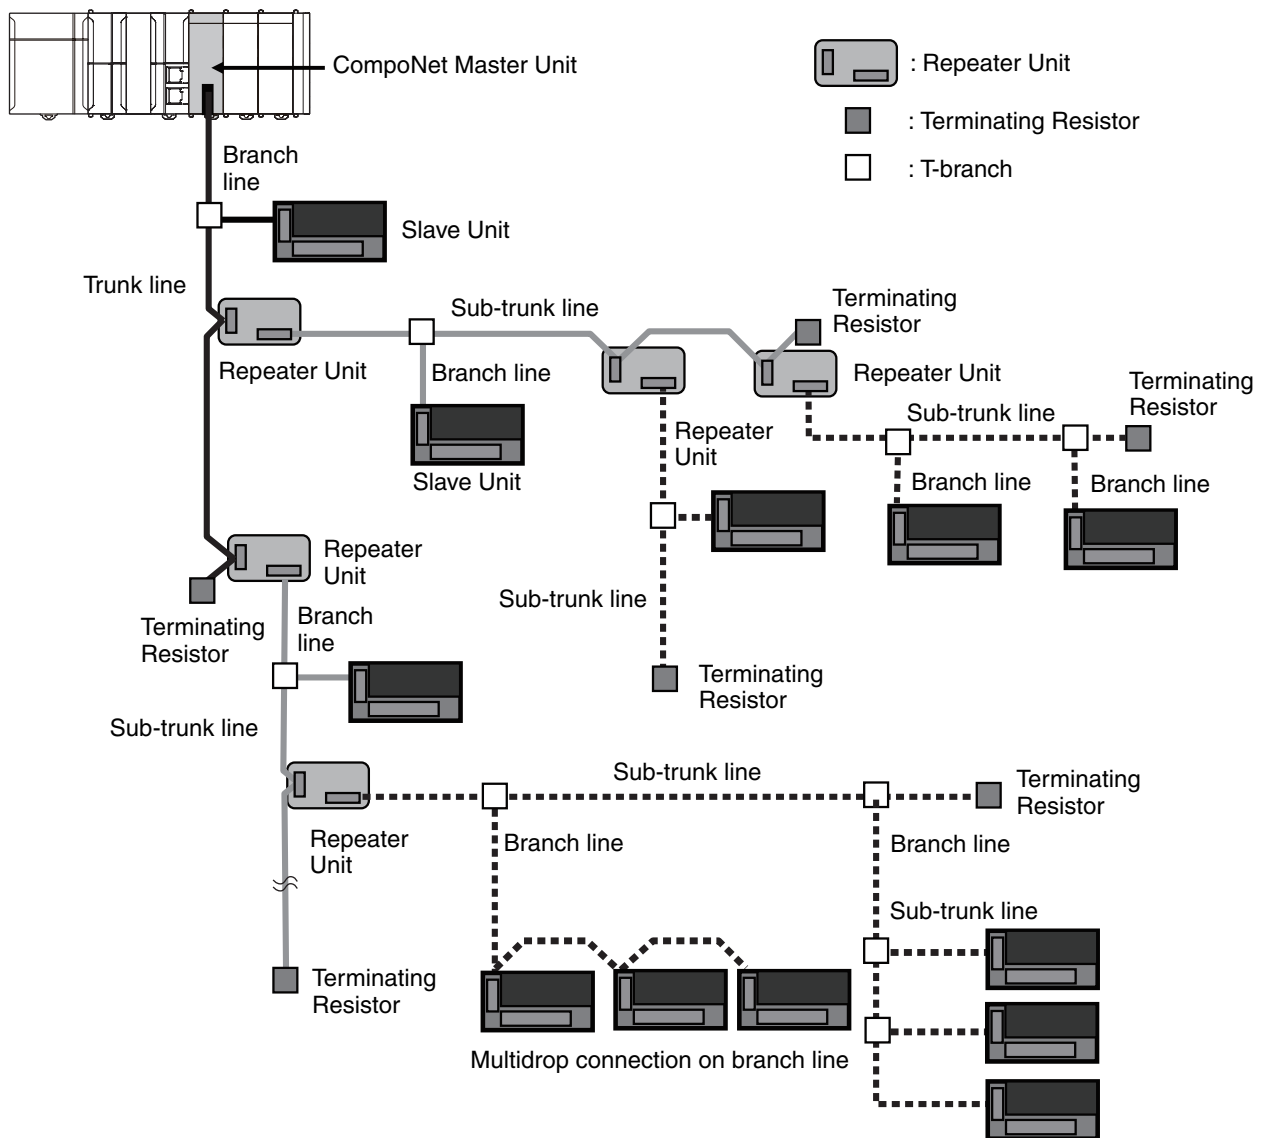 CompoNet Master Unit
: Repeater Unit
: Terminating Resistor
: T-branch
Branch
line
Slave Unit
Trunk line
Sub-trunk line
Terminating
Resistor
Repeater Unit
Branch line
Repeater Unit
Terminating
Resistor
Sub-trunk line
Repeater
Unit
Slave Unit
Branch line
Branch line
Repeater
Unit
Sub-trunk line
Terminating
Resistor
Branch
line
Terminating
Resistor
Sub-trunk line
Sub-trunk line
Terminating
Resistor
Repeater
Unit
Branch line
Branch line
Sub-trunk line
Terminating
Resistor
Multidrop connection on branch line